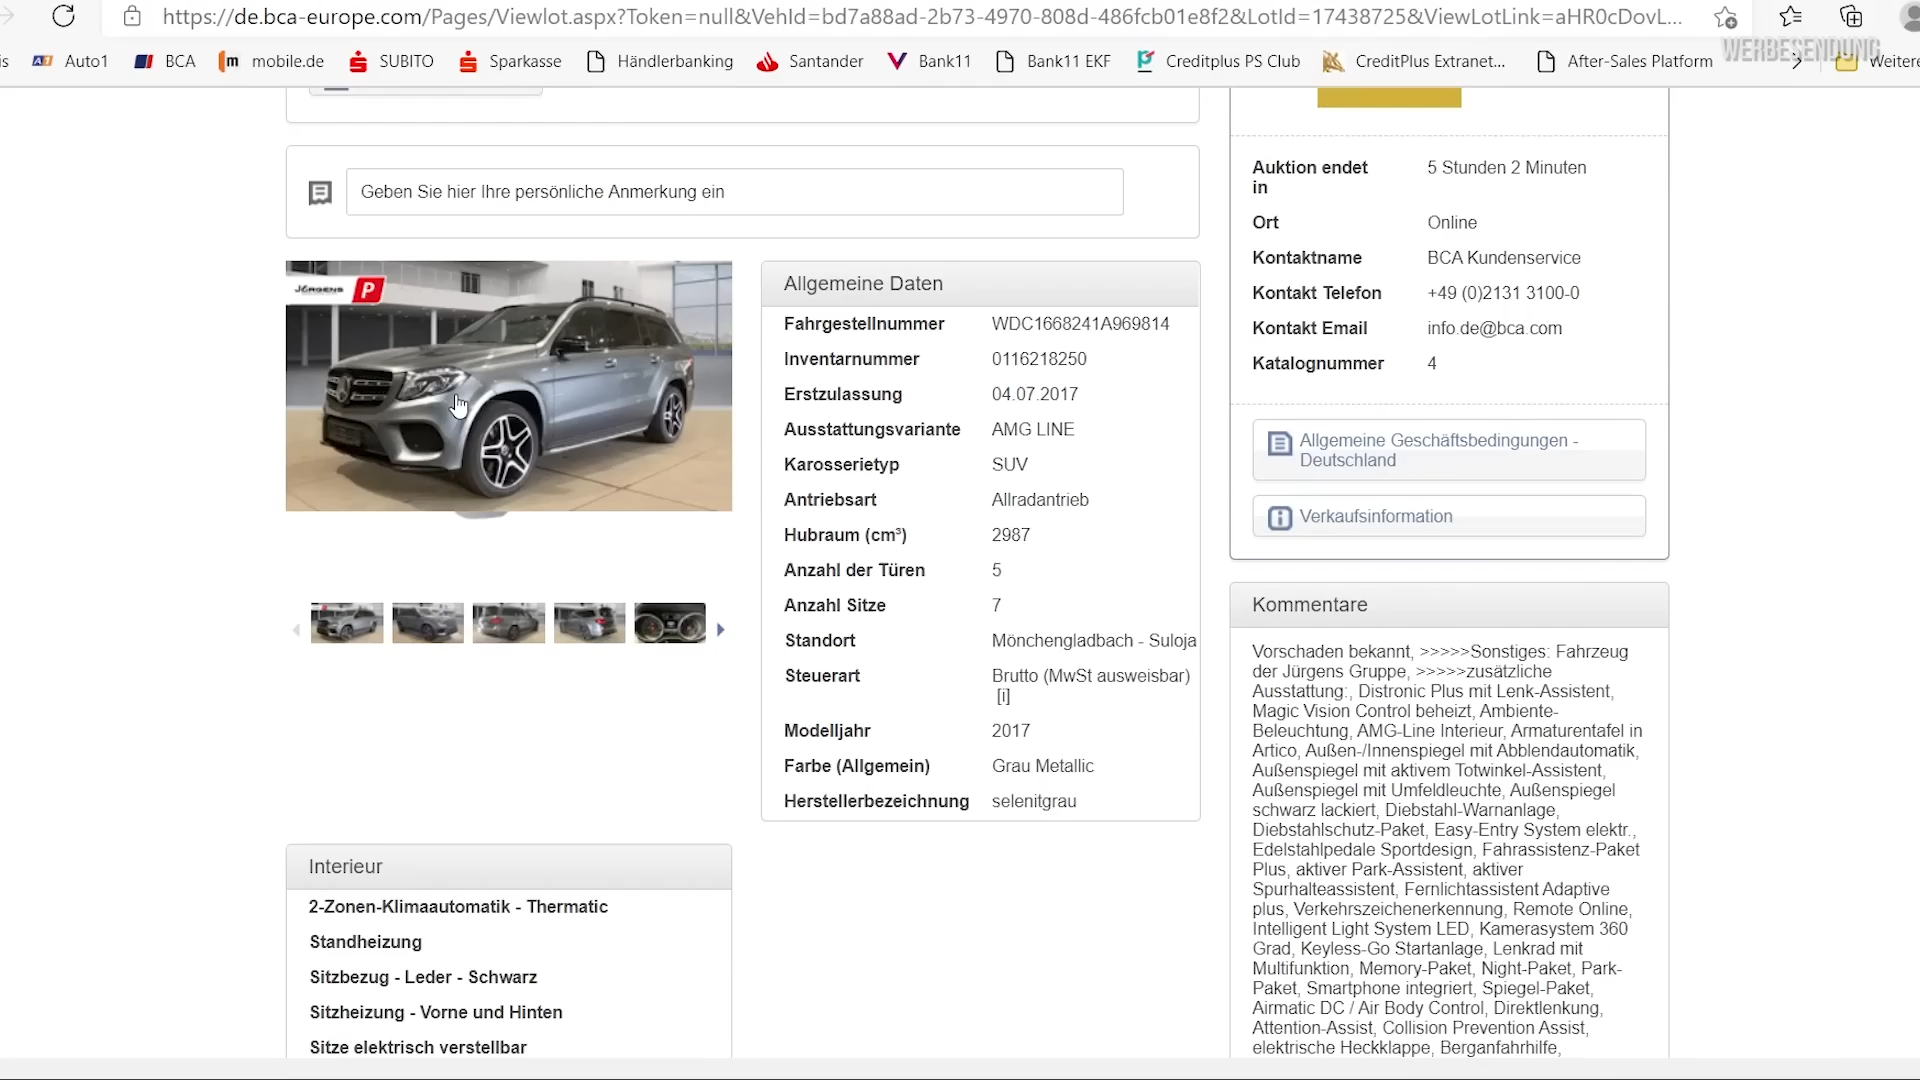 https://de.bca-europe.com/Pages/Viewlot.aspx?Token=null&VehId=bd7a88ad-2b73-4970-808d-486fcb01e8f2&LotId=17438725&ViewLotLink=aHR0cDovL...
is Auto1 BCA mobile.de SUBITO Sparkasse Händlerbanking Santander Bank11 Bank11 EKF Creditplus PS Club CreditPlus Extranet... After-Sales Platform Weitere
WERBESENDUNG
Geben Sie hier Ihre persönliche Anmerkung ein
JÜRGENS P
Allgemeine Daten
Fahrgestellnummer WDC1668241A969814
Inventarnummer 0116218250
Erstzulassung 04.07.2017
Ausstattungsvariante AMG LINE
Karosserietyp SUV
Antriebsart Allradantrieb
Hubraum (cm³) 2987
Anzahl der Türen 5
Anzahl Sitze 7
Standort Mönchengladbach - Suloja
Steuerart Brutto (MwSt ausweisbar)
[i]
Modelljahr 2017
Farbe (Allgemein) Grau Metallic
Herstellerbezeichnung selenitgrau
Interieur
2-Zonen-Klimaautomatik - Thermatic
Standheizung
Sitzbezug - Leder - Schwarz
Sitzheizung - Vorne und Hinten
Sitze elektrisch verstellbar
Auktion endet 5 Stunden 2 Minuten
in
Ort Online
Kontaktname BCA Kundenservice
Kontakt Telefon +49 (0)2131 3100-0
Kontakt Email info.de@bca.com
Katalognummer 4
Allgemeine Geschäftsbedingungen -
Deutschland
Verkaufsinformation
Kommentare
Vorschaden bekannt, >>>>>Sonstiges: Fahrzeug
der Jürgens Gruppe, >>>>>zusätzliche
Ausstattung:, Distronic Plus mit Lenk-Assistent,
Magic Vision Control beheizt, Ambiente-
Beleuchtung, AMG-Line Interieur, Armaturentafel in
Artico, Außen-/Innenspiegel mit Abblendautomatik,
Außenspiegel mit aktivem Totwinkel-Assistent,
Außenspiegel mit Umfeldleuchte, Außenspiegel
schwarz lackiert, Diebstahl-Warnanlage,
Diebstahlschutz-Paket, Easy-Entry System elektr.,
Edelstahlpedale Sportdesign, Fahrassistenz-Paket
Plus, aktiver Park-Assistent, aktiver
Spurhalteassistent, Fernlichtassistent Adaptive
plus, Verkehrszeichenerkennung, Remote Online,
Intelligent Light System LED, Kamerasystem 360
Grad, Keyless-Go Startanlage, Lenkrad mit
Multifunktion, Memory-Paket, Night-Paket, Park-
Paket, Smartphone integriert, Spiegel-Paket,
Airmatic DC / Air Body Control, Direktlenkung,
Attention-Assist, Collision Prevention Assist,
elektrische Heckklappe, Berganfahrhilfe,